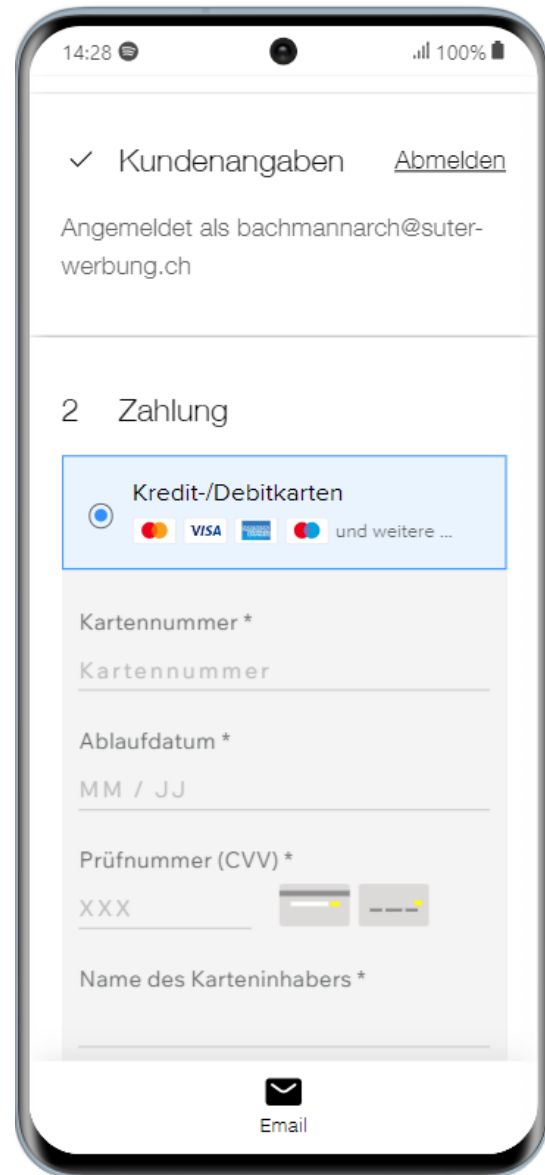 14:28 100%
Kundenangaben Abmelden
Angemeldet als bachmannarch@suter-
werbung.ch
2 Zahlung
Kredit-/Debitkarten
VISA und weitere ...
Kartennummer *
Kartennummer
Ablaufdatum *
MM / JJ
Prüfnummer (CVV) *
XXX
Name des Karteninhabers *
Email